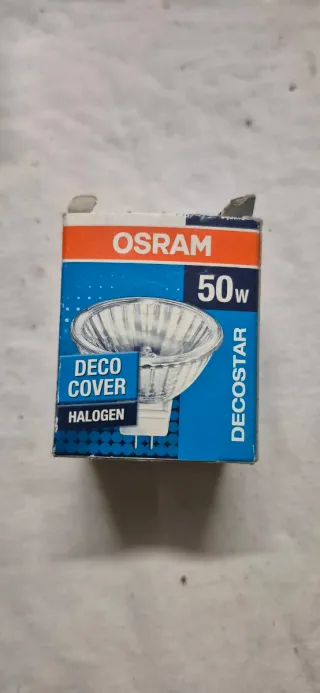 OSRAM
50W
DECO
COVER
HALOGEN
DECOSTAR